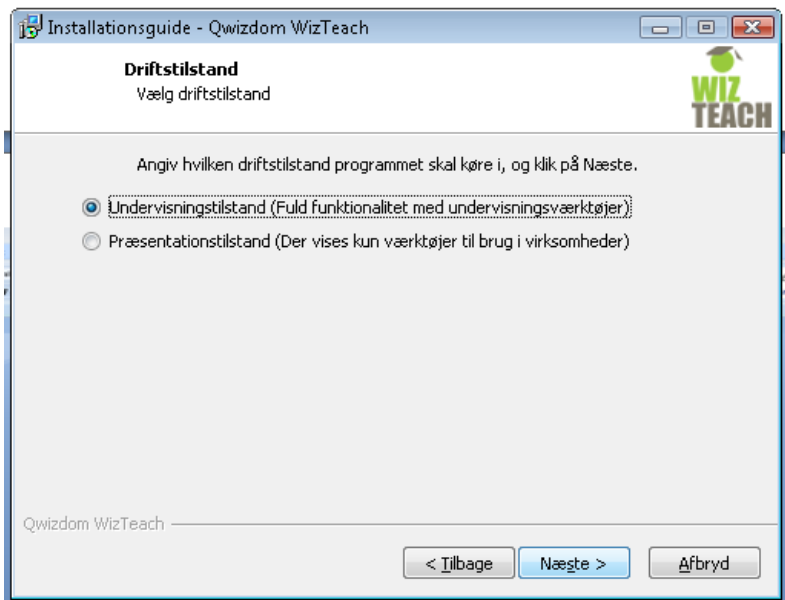 Installationsguide - Qwizdom WizTeach
Driftstilstand
Vælg driftstilstand
WIZ
TEACH
Angiv hvilken driftstilstand programmet skal køre i, og klik på Næste.
Undervisningstilstand (Fuld funktionalitet med undervisningsværktøjer)
Præsentationstilstand (Der vises kun værktøjer til brug i virksomheder)
Qwizdom WizTeach
< Tilbage Næste > Afbryd